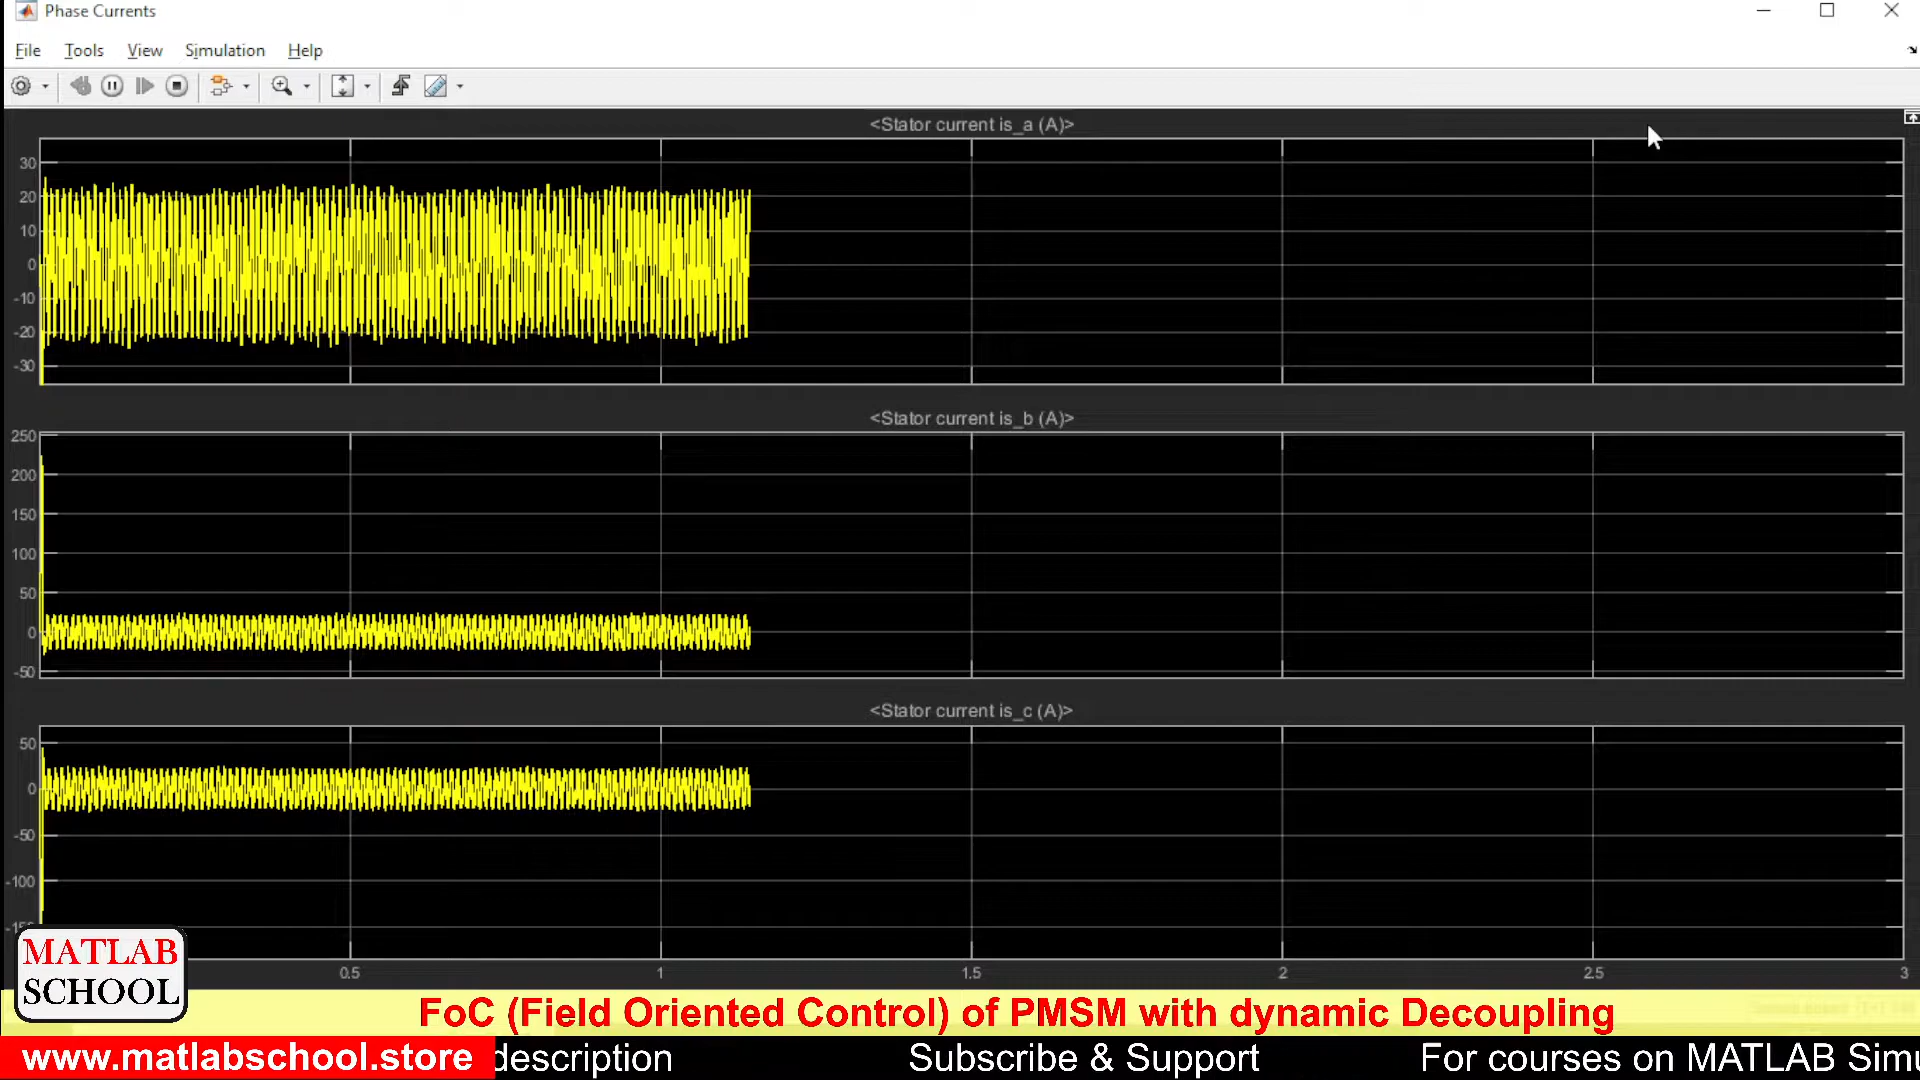 Phase Currents
File Tools View Simulation Help
<Stator current is_a (A)>
30
20
10
0
-10
-20
-30
<Stator current is_b (A)>
250
200
150
100
50
0
-50
<Stator current is_c (A)>
50
0
-50
-100
0.5 1 1.5 2 2.5 3
MATLAB
SCHOOL
FoC (Field Oriented Control) of PMSM with dynamic Decoupling
www.matlabschool.store description Subscribe & Support For courses on MATLAB Simu